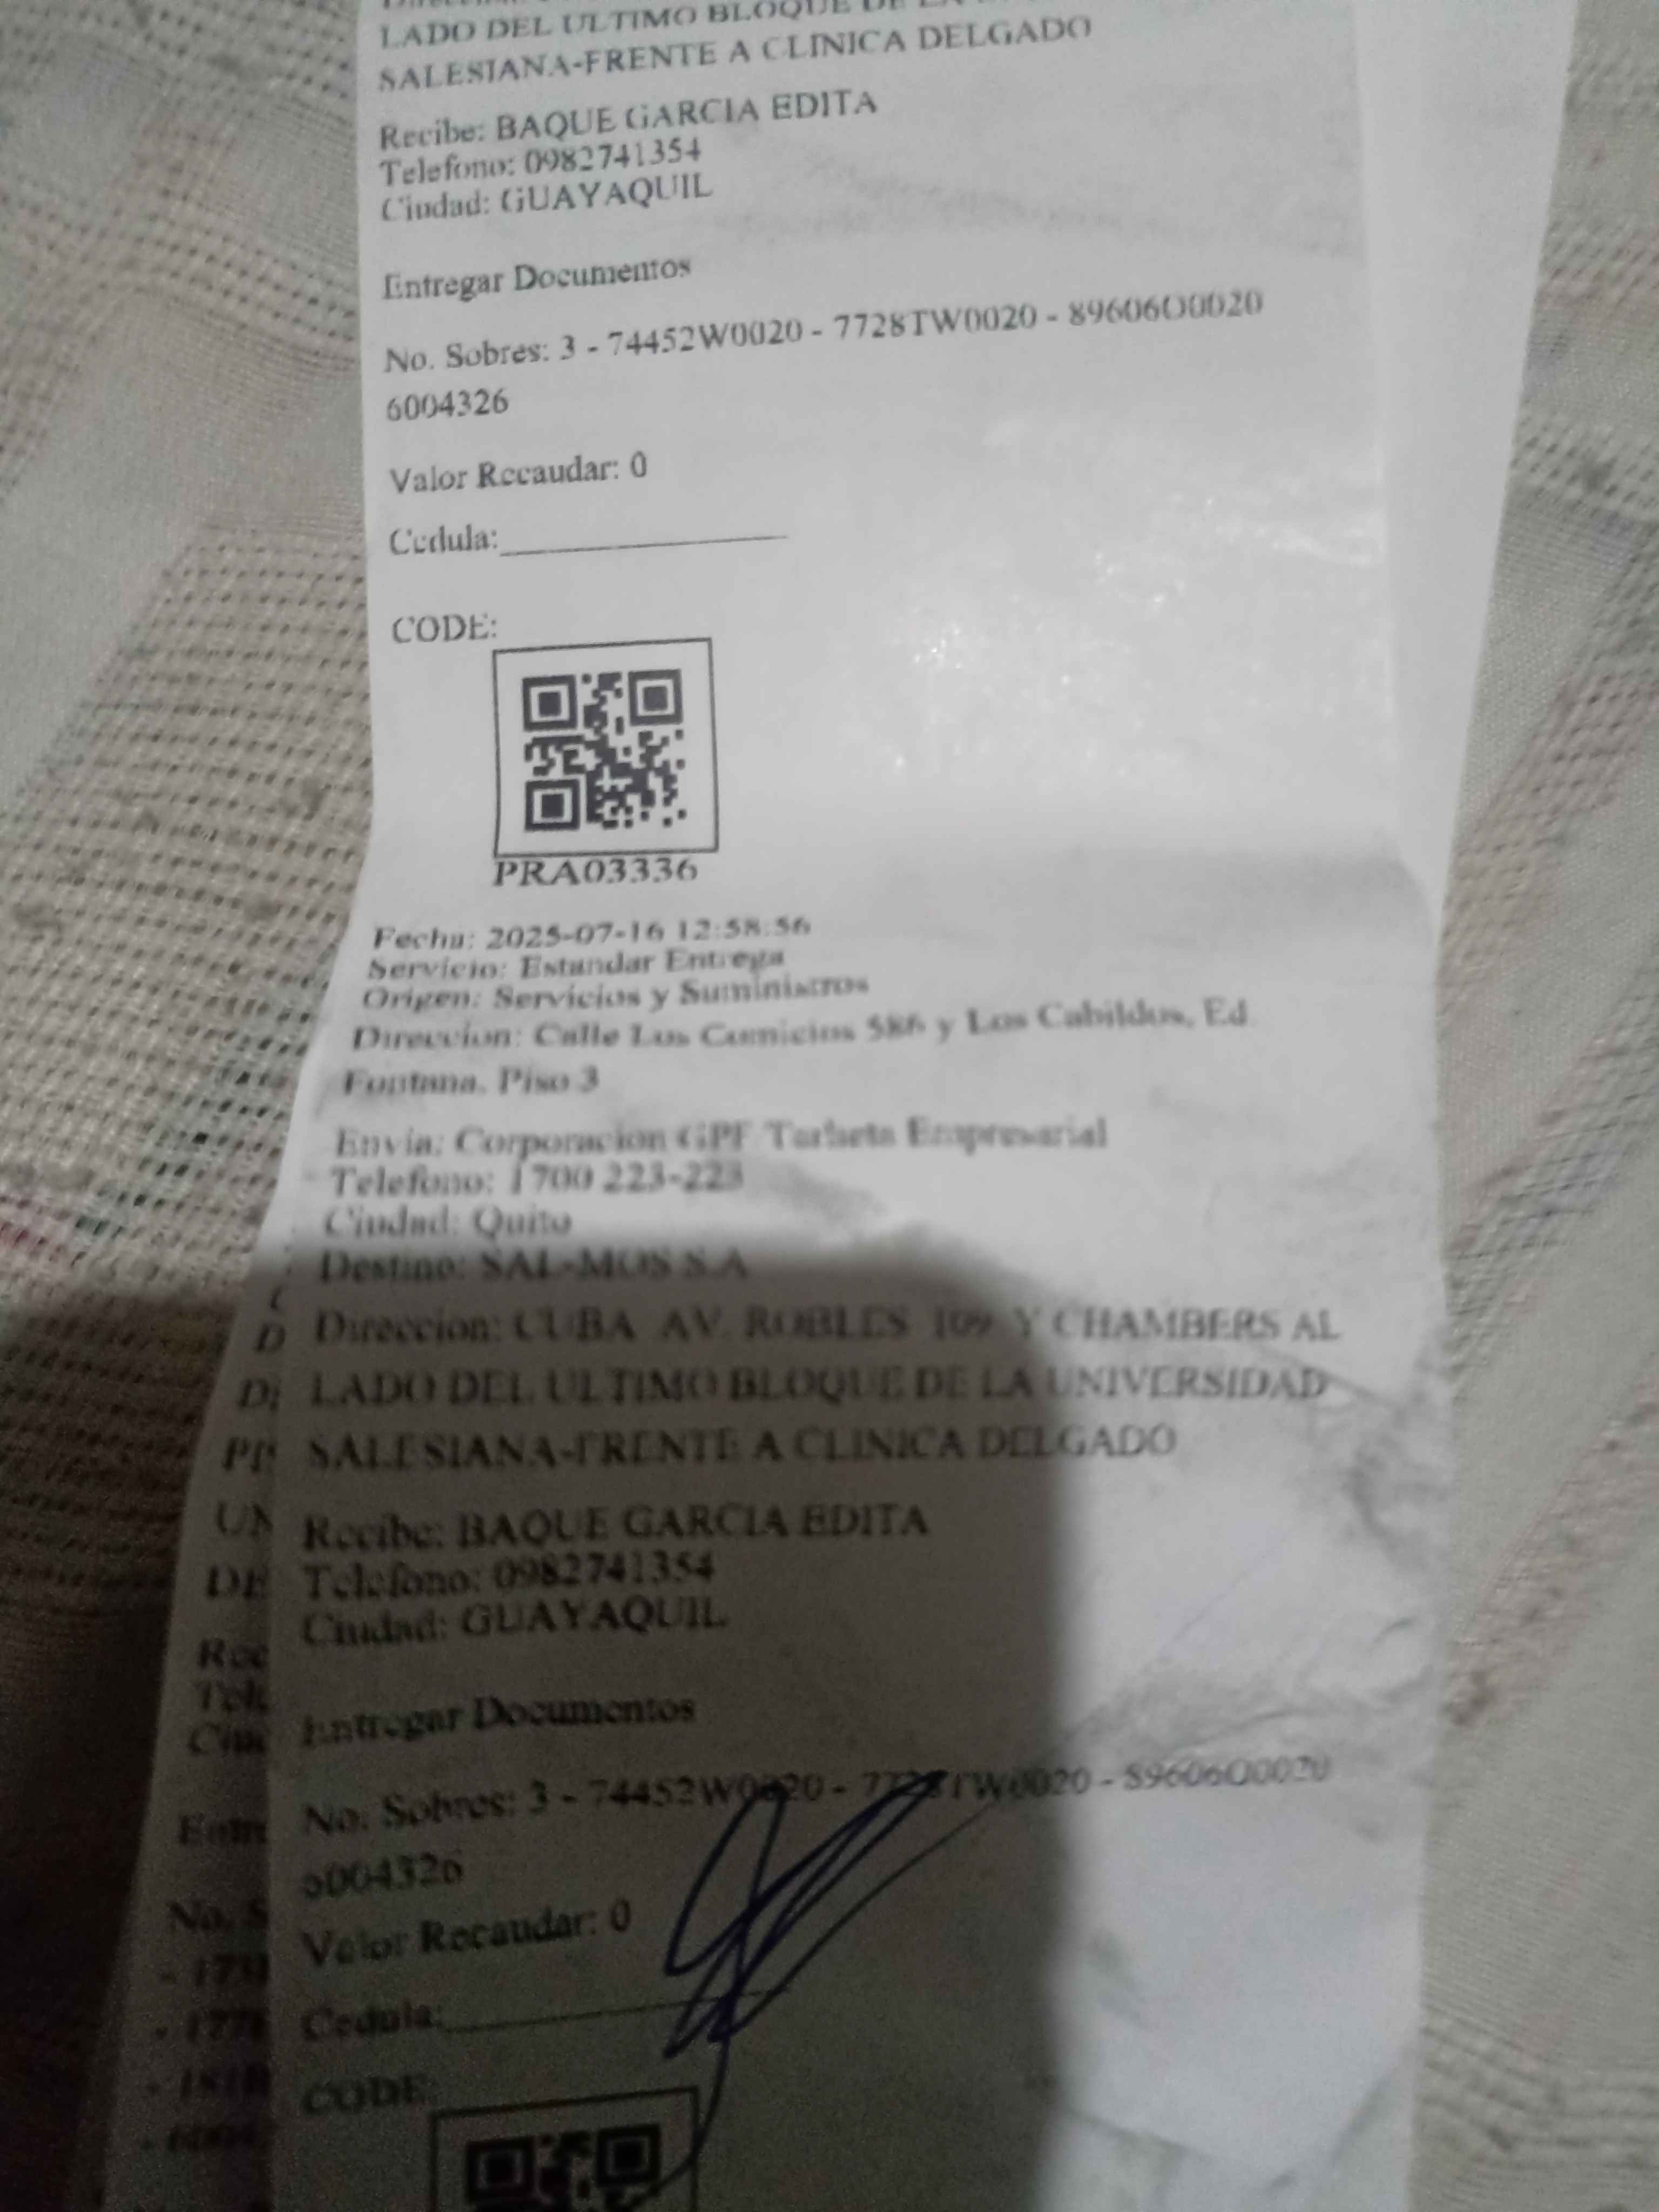 LADO DEL ULTIMO BLOQUE DE LA
SALESIANA-FRENTE A CLINICA DELGADO
Recibe: BAQUE GARCIA EDITA
Telefono: 0982741354
Ciudad: GUAYAQUIL
Entregar Documentos
No. Sobres: 3 - 74452W0020 - 7728TW0020 - 89606O0020
6004326
Valor Recaudar: 0
Cedula:
CODE:
PRA03336
Fecha: 2025-07-16 12:58:56
Servicio: Estandar Entrega
Origen: Servicios y Suministros
Direccion: Calle Los Comicios 586 y Los Cabildos, Ed
Fontana, Piso 3
Envia: Corporacion GPF Tarjeta Empresarial
Telefono: 1700 223-223
Ciudad: Quito
Destino: SAL-MOS S.A
Direccion: CUBA AV. ROBLES 109 Y CHAMBERS AL
LADO DEL ULTIMO BLOQUE DE LA UNIVERSIDAD
SALESIANA-FRENTE A CLINICA DELGADO
Recibe: BAQUE GARCIA EDITA
Telefono: 0982741354
Ciudad: GUAYAQUIL
Entregar Documentos
No. Sobres: 3 - 74452W0020 - 7728TW0020 - 89606O0020
6004326
Valor Recaudar: 0
Cedula:
CODE: